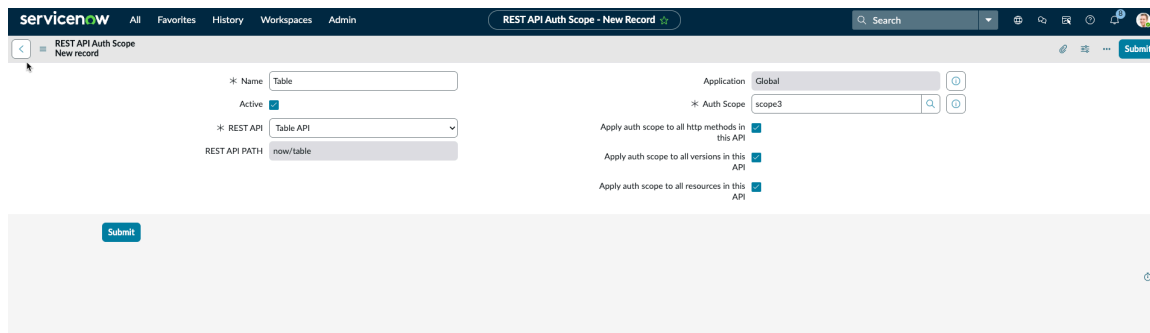 servicenow All Favorites History Workspaces Admin REST API Auth Scope - New Record Search 8
REST API Auth Scope
New record
Submit
Name Table
Application Global
Active
Auth Scope scope3
REST API Table API
Apply auth scope to all http methods in
this API
REST API PATH now/table
Apply auth scope to all versions in this
API
Apply auth scope to all resources in this
API
Submit